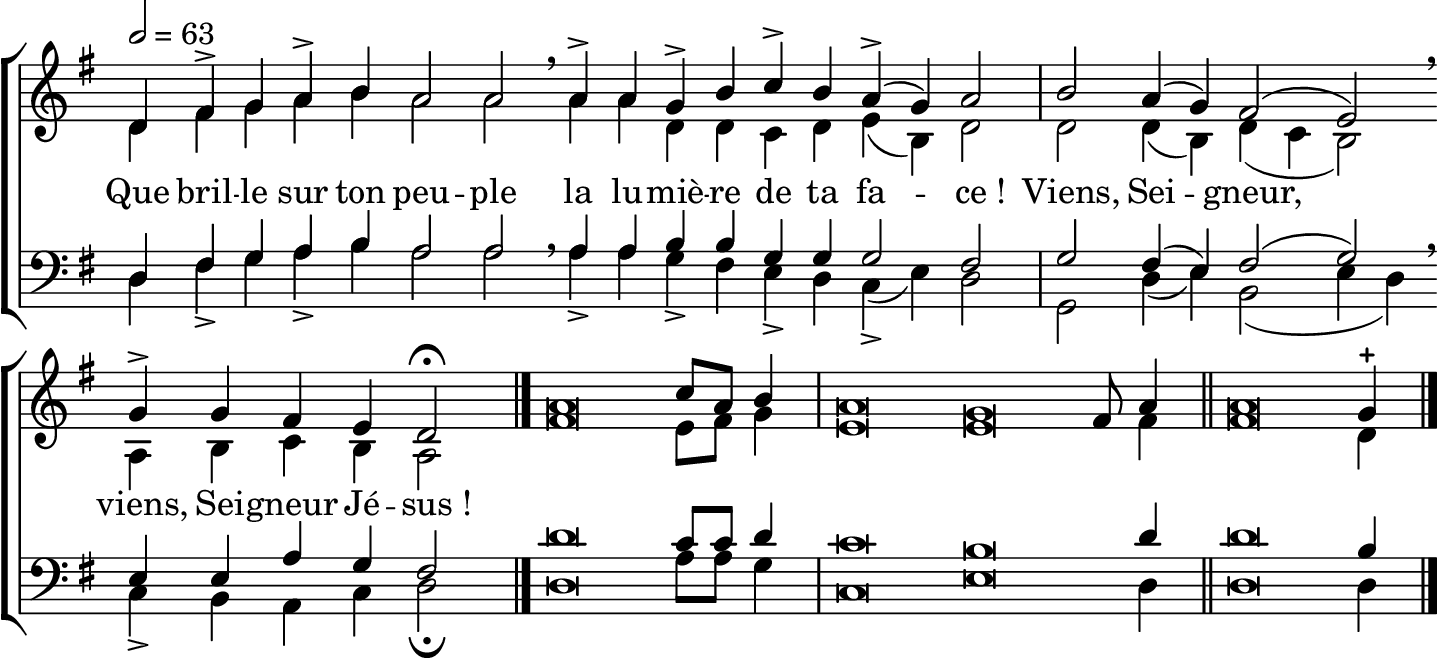 = 63
Que bril - le sur ton peu - ple la lu - miè - re de ta fa - ce ! Viens, Sei - gneur,
viens, Seigneur Jé - sus !